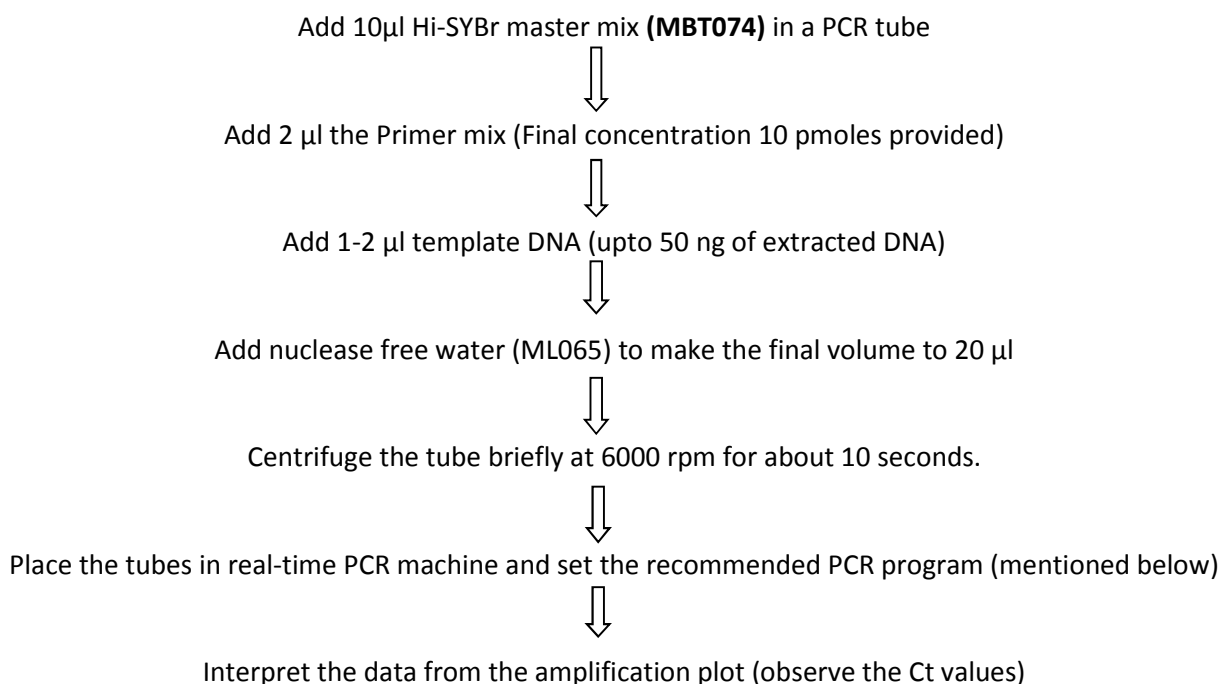 Add 10µl Hi-SYBr master mix (MBT074) in a PCR tube
Add 2 µl the Primer mix (Final concentration 10 pmoles provided)
Add 1-2 µl template DNA (upto 50 ng of extracted DNA)
Add nuclease free water (ML065) to make the final volume to 20 µl
Centrifuge the tube briefly at 6000 rpm for about 10 seconds.
Place the tubes in real-time PCR machine and set the recommended PCR program (mentioned below)
Interpret the data from the amplification plot (observe the Ct values)